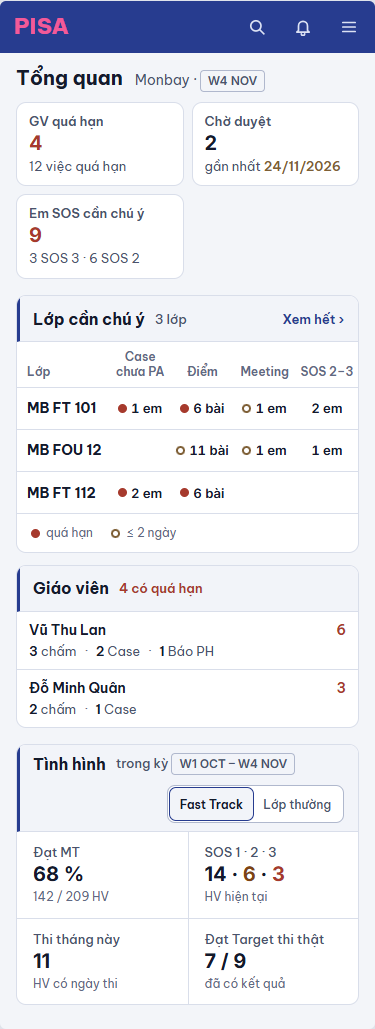 PISA
Tổng quan Monbay · W4 NOV
GV quá hạn
4
12 việc quá hạn
Chờ duyệt
2
gần nhất 24/11/2026
Em SOS cần chú ý
9
3 SOS 3 · 6 SOS 2
Lớp cần chú ý 3 lớp Xem hết ›
Lớp Case chưa PA Điểm Meeting SOS 2–3
MB FT 101 1 em 6 bài 1 em 2 em
MB FOU 12 11 bài 1 em 1 em
MB FT 112 2 em 6 bài
quá hạn ≤ 2 ngày
Giáo viên 4 có quá hạn
Vũ Thu Lan 6
3 chấm · 2 Case · 1 Báo PH
Đỗ Minh Quân 3
2 chấm · 1 Case
Tình hình trong kỳ W1 OCT – W4 NOV
Fast Track Lớp thường
Đạt MT
68 %
142 / 209 HV
SOS 1 · 2 · 3
14 · 6 · 3
HV hiện tại
Thi tháng này
11
HV có ngày thi
Đạt Target thi thật
7 / 9
đã có kết quả